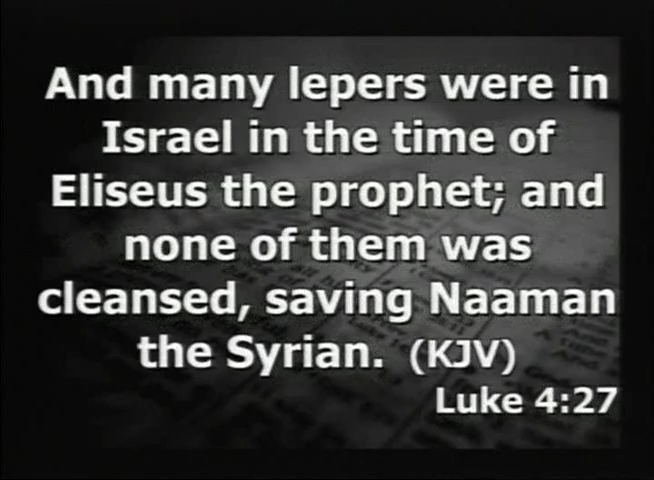 And many lepers were in
Israel in the time of
Eliseus the prophet; and
none of them was
cleansed, saving Naaman
the Syrian. (KJV)
Luke 4:27